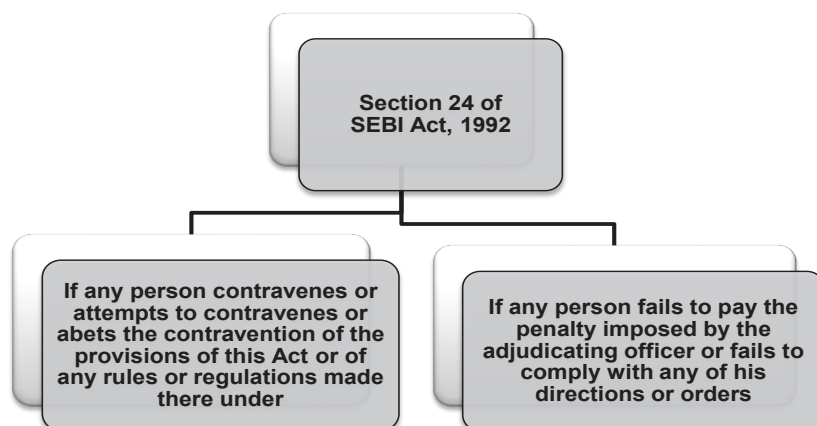 Section 24 of
SEBI Act, 1992
If any person contravenes or
attempts to contravenes or
abets the contravention of the
provisions of this Act or of
any rules or regulations made
there under
If any person fails to pay the
penalty imposed by the
adjudicating officer or fails to
comply with any of his
directions or orders